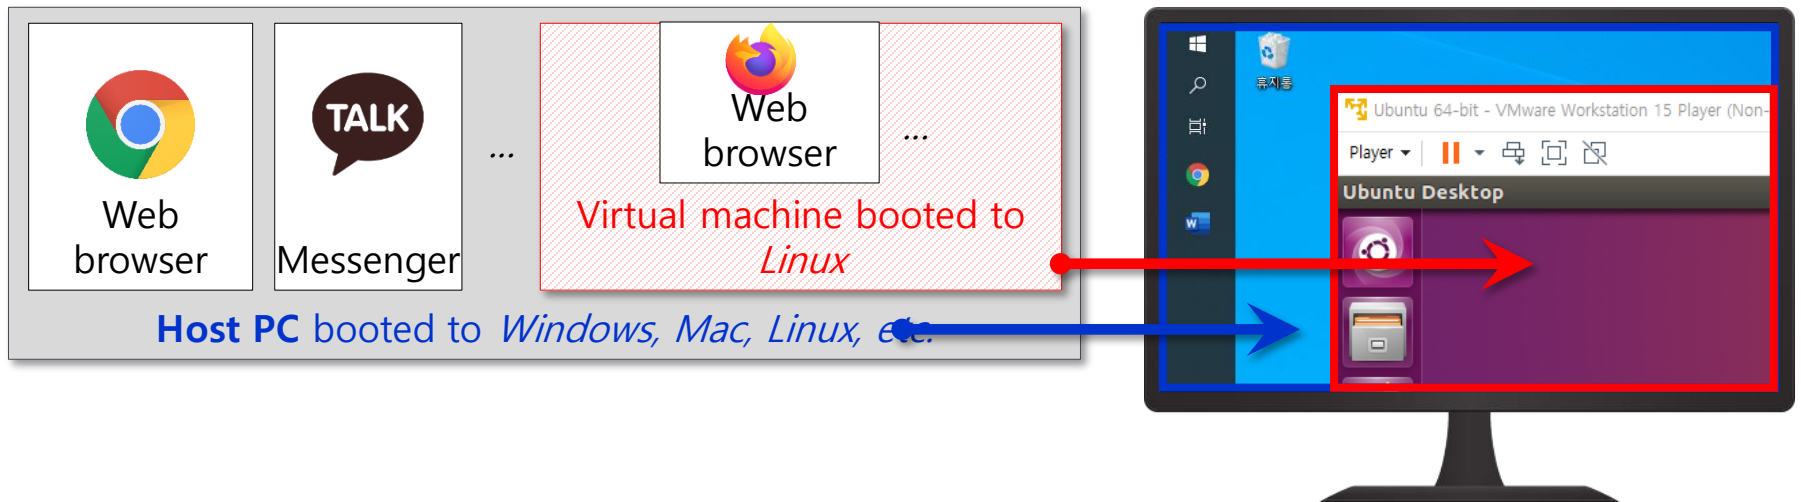 TALK
Web
browser
Messenger
...
Web
browser
...
Virtual machine booted to
Linux
Host PC booted to Windows, Mac, Linux, etc.
휴지통
Ubuntu 64-bit - VMware Workstation 15 Player (Non-
Player
Ubuntu Desktop
W